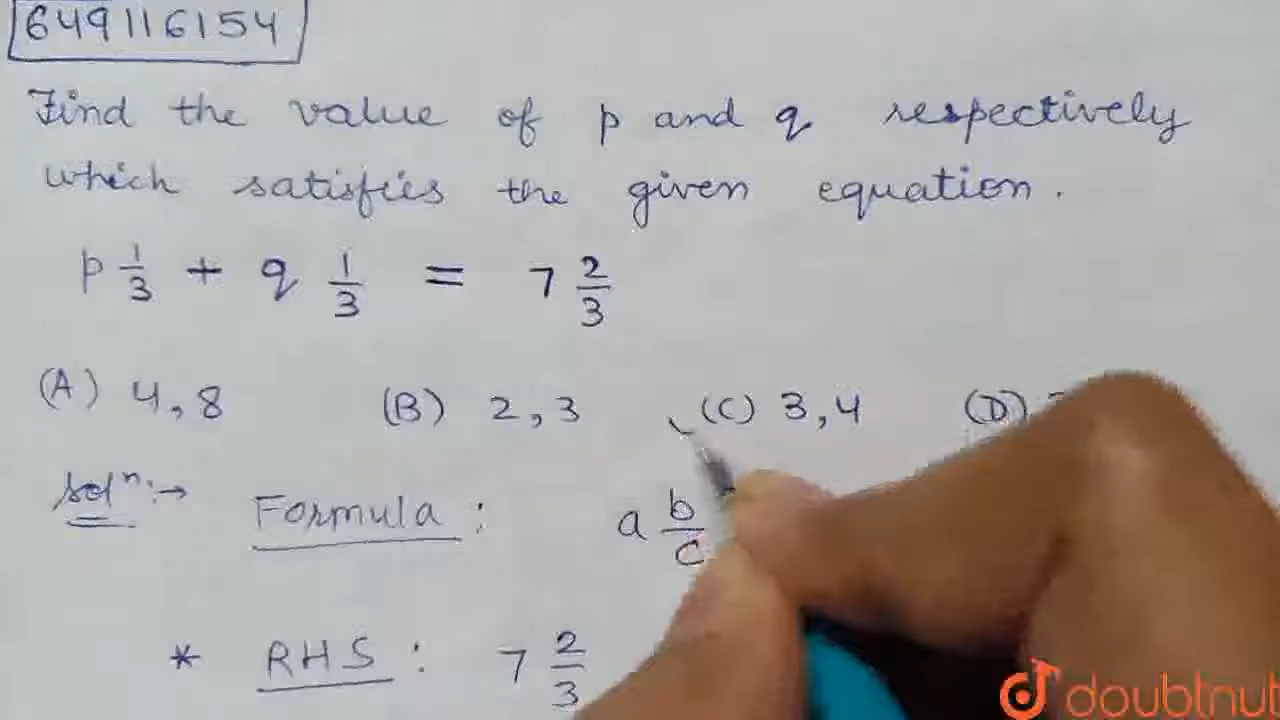 649116154
Find the value of p and q respectively
which satisfies the given equation.
p 1/3 + q 1/3 = 7 2/3
(A) 4,8 (B) 2,3 (C) 3,4 (D)
Solⁿ:→ Formula : a b/c
* RHS : 7 2/3
doubtnut